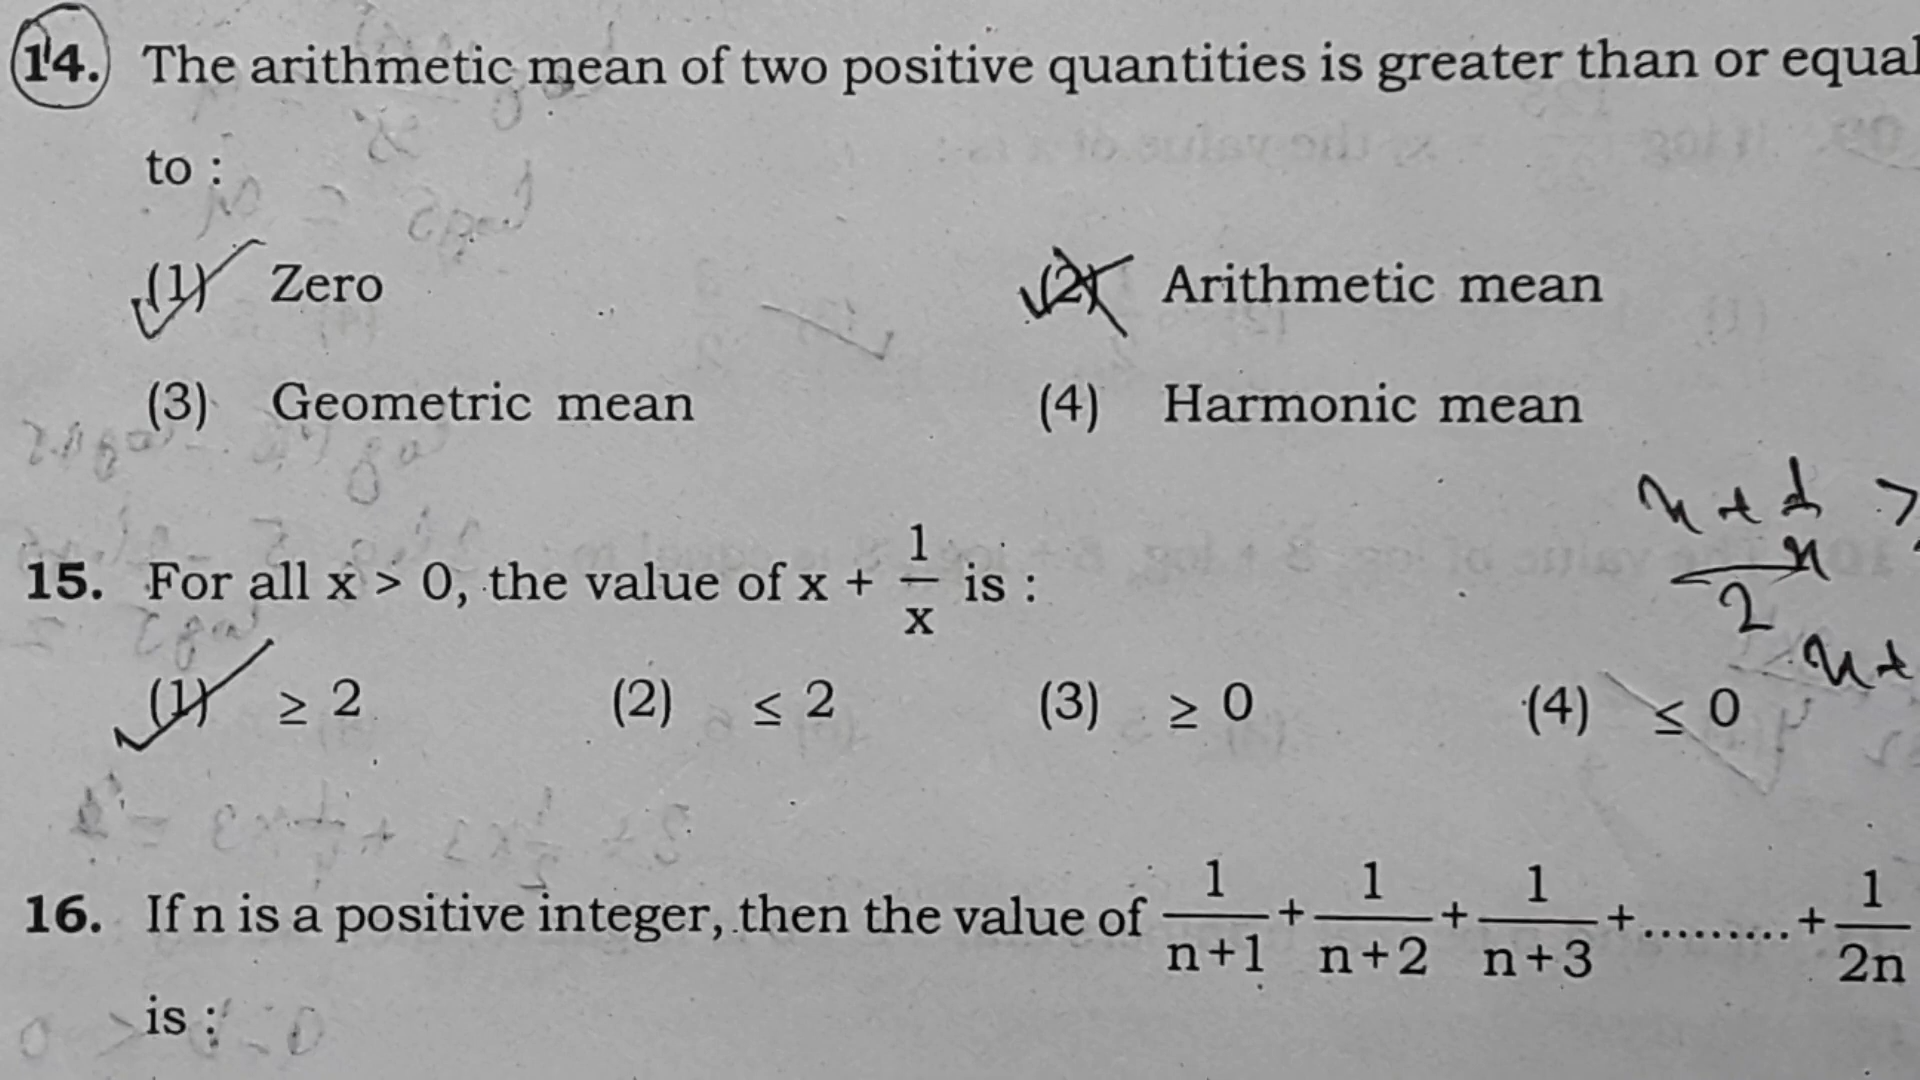 14. The arithmetic mean of two positive quantities is greater than or equal
to :
(1) Zero (2) Arithmetic mean
(3) Geometric mean (4) Harmonic mean
15. For all x > 0, the value of x + 1/x is :
(1) ≥ 2 (2) ≤ 2 (3) ≥ 0 (4) ≤ 0
16. If n is a positive integer, then the value of 1/(n+1) + 1/(n+2) + 1/(n+3) + ......... + 1/2n
is :